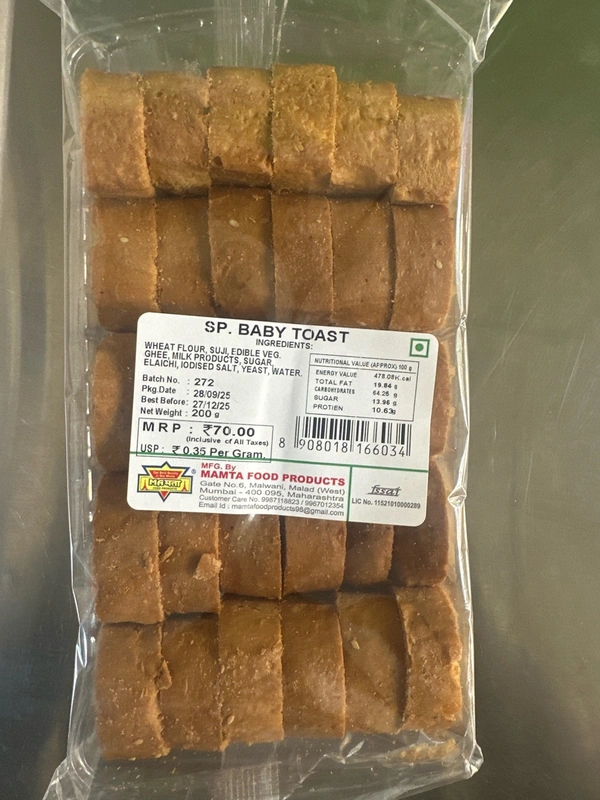 SP. BABY TOAST
INGREDIENTS:
WHEAT FLOUR, SUJI, EDIBLE VEG.
GHEE, MILK PRODUCTS, SUGAR,
ELAICHI, IODISED SALT, YEAST, WATER.
Batch No. : 272
Pkg.Date : 28/09/25
Best Before: 27/12/25
Net Weight : 200 g
MRP : ₹70.00
(Inclusive of All Taxes)
USP: ₹ 0.35 Per Gram.
NUTRITIONAL VALUE (APPROX) 100 g
ENERGY VALUE 478.08K.cal
TOTAL FAT 19.84 g
CARBOHYDRATES 64.25 g
SUGAR 13.96 g
PROTIEN 10.63g
8 908018 166034
ममता
®
MFG. By
MAMTA FOOD PRODUCTS
Gate No.6, Malwani, Malad (West)
Mumbai - 400 095, Maharashtra
Customer Care No. 9967118823 / 9967012354
Email Id : mamtafoodproducts98@gmail.com
fssai
LIC No. 11521010000289